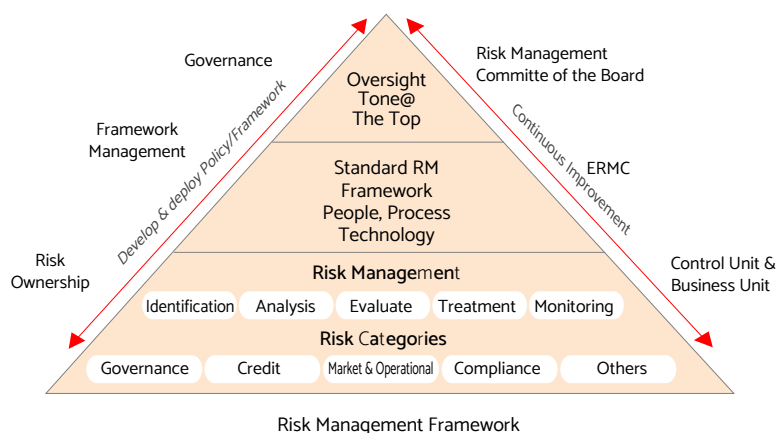 Governance
Risk Management
Committe of the Board
Oversight
Tone@
The Top
Framework
Management
Develop & deploy Policy/Framework
Continuous Improvement
ERMC
Standard RM
Framework
People, Process
Technology
Risk
Ownership
Control Unit &
Business Unit
Risk Management
Identification
Analysis
Evaluate
Treatment
Monitoring
Risk Categories
Governance
Credit
Market & Operational
Compliance
Others
Risk Management Framework